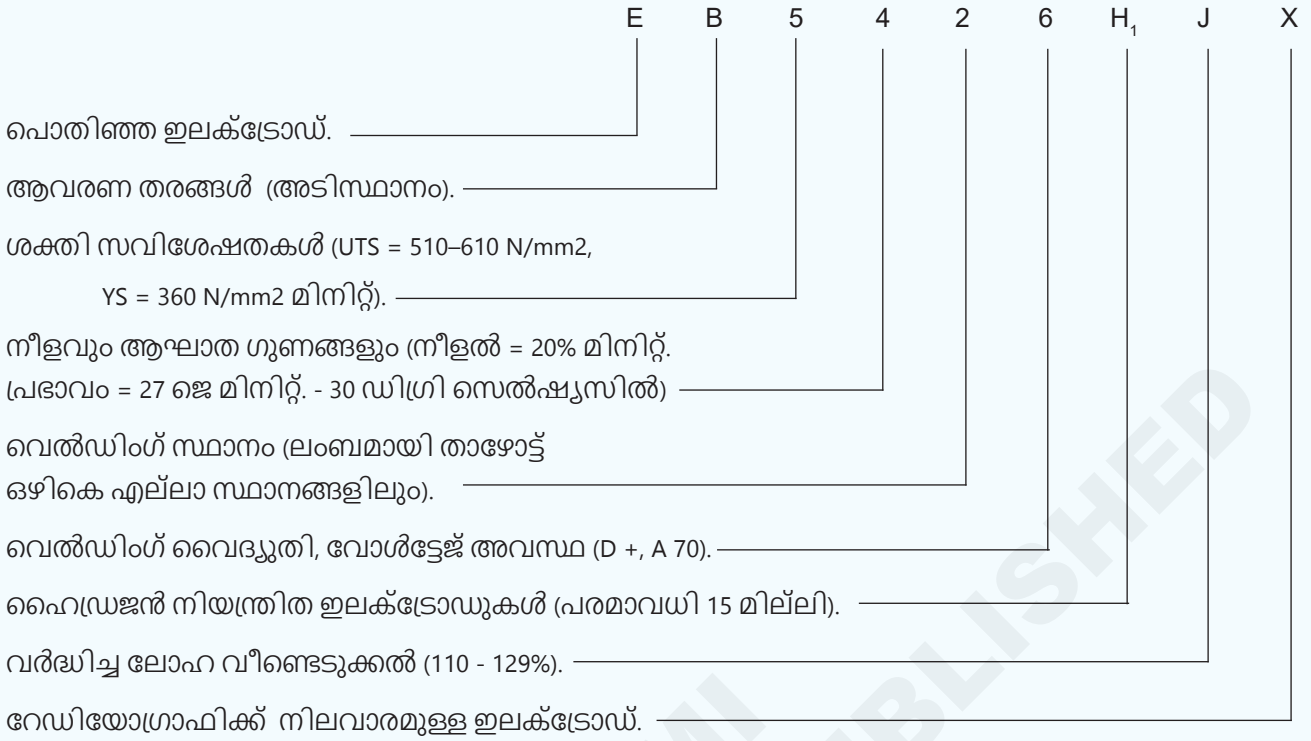 E B 5 4 2 6 H₁ J X
പൊതിഞ്ഞ ഇലക്ട്രോഡ്.
ആവരണ തരങ്ങൾ (അടിസ്ഥാനം).
ശക്തി സവിശേഷതകൾ (UTS = 510–610 N/mm2,
YS = 360 N/mm2 മിനിറ്റ്).
നീളവും ആഘാത ഗുണങ്ങളും (നീളൽ = 20% മിനിറ്റ്.
പ്രഭാവം = 27 ജെ മിനിറ്റ്. - 30 ഡിഗ്രി സെൽഷ്യസിൽ)
വെൽഡിംഗ് സ്ഥാനം (ലംബമായി താഴോട്ട്
ഒഴികെ എല്ലാ സ്ഥാനങ്ങളിലും).
വെൽഡിംഗ് വൈദ്യുതി, വോൾട്ടേജ് അവസ്ഥ (D +, A 70).
ഹൈഡ്രജൻ നിയന്ത്രിത ഇലക്ട്രോഡുകൾ (പരമാവധി 15 മില്ലി).
വർദ്ധിച്ച ലോഹ വീണ്ടെടുക്കൽ (110 - 129%).
റേഡിയോഗ്രാഫിക്ക് നിലവാരമുള്ള ഇലക്ട്രോഡ്.